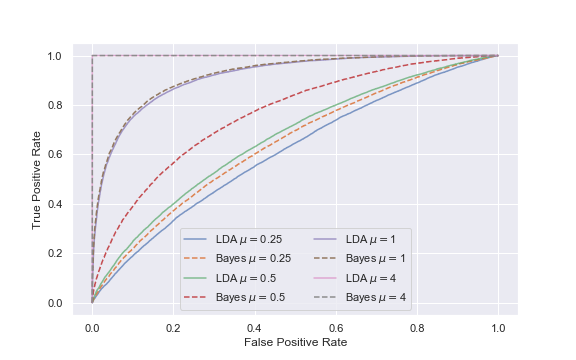 1.0
0.8
0.6
0.4
0.2
0.0
True Positive Rate
LDA μ = 0.25
Bayes μ = 0.25
LDA μ = 0.5
Bayes μ = 0.5
LDA μ = 1
Bayes μ = 1
LDA μ = 4
Bayes μ = 4
0.0 0.2 0.4 0.6 0.8 1.0
False Positive Rate